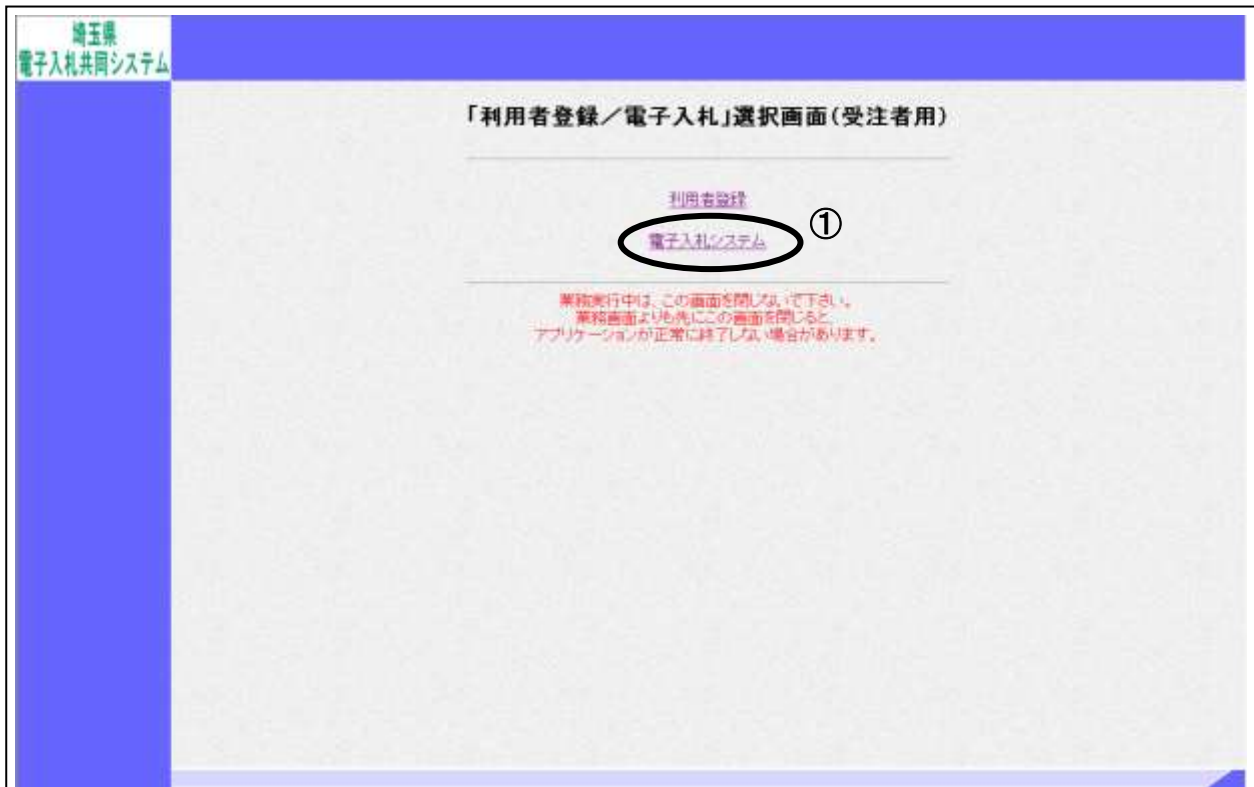 埼玉県
電子入札共同システム
「利用者登録／電子入札」選択画面(受注者用)
利用者登録
電子入札システム
①
業務実行中は、この画面を閉じないで下さい。
業務画面よりも先にこの画面を閉じると、
アプリケーションが正常に終了しない場合があります。